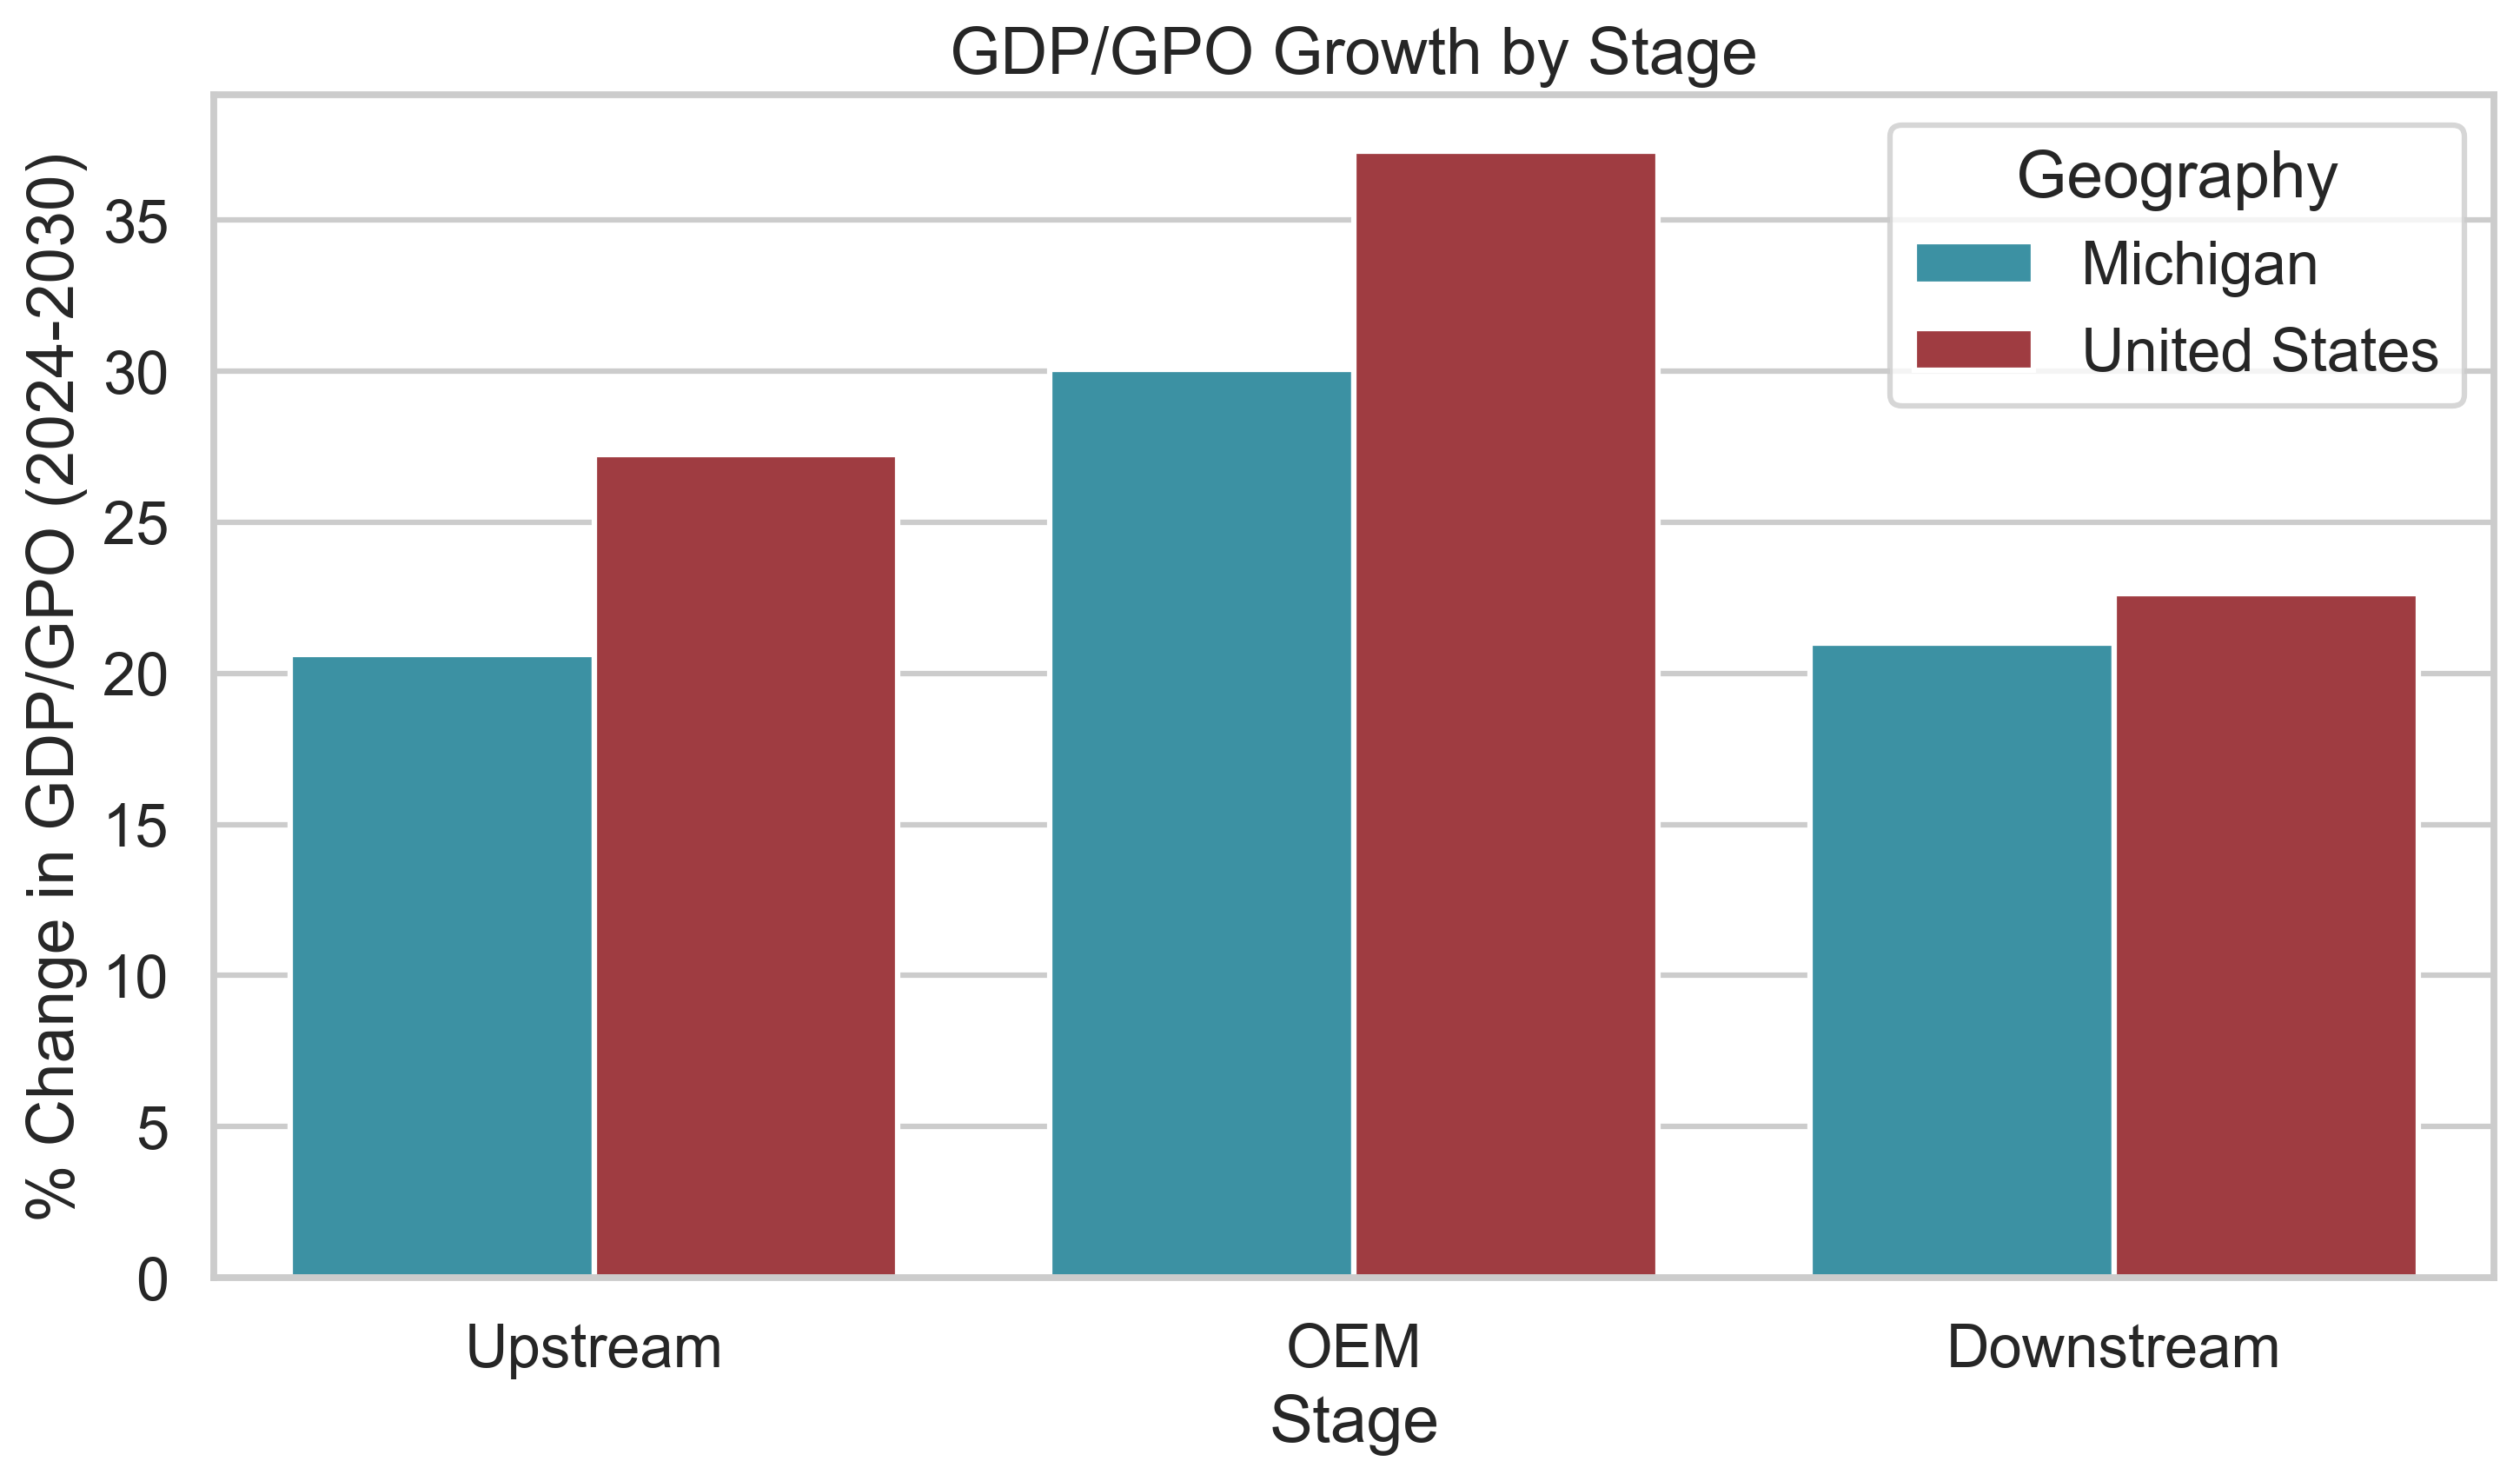 GDP/GPO Growth by Stage
% Change in GDP/GPO (2024-2030)
35
30
25
20
15
10
5
0
Geography
Michigan
United States
Upstream
OEM
Downstream
Stage